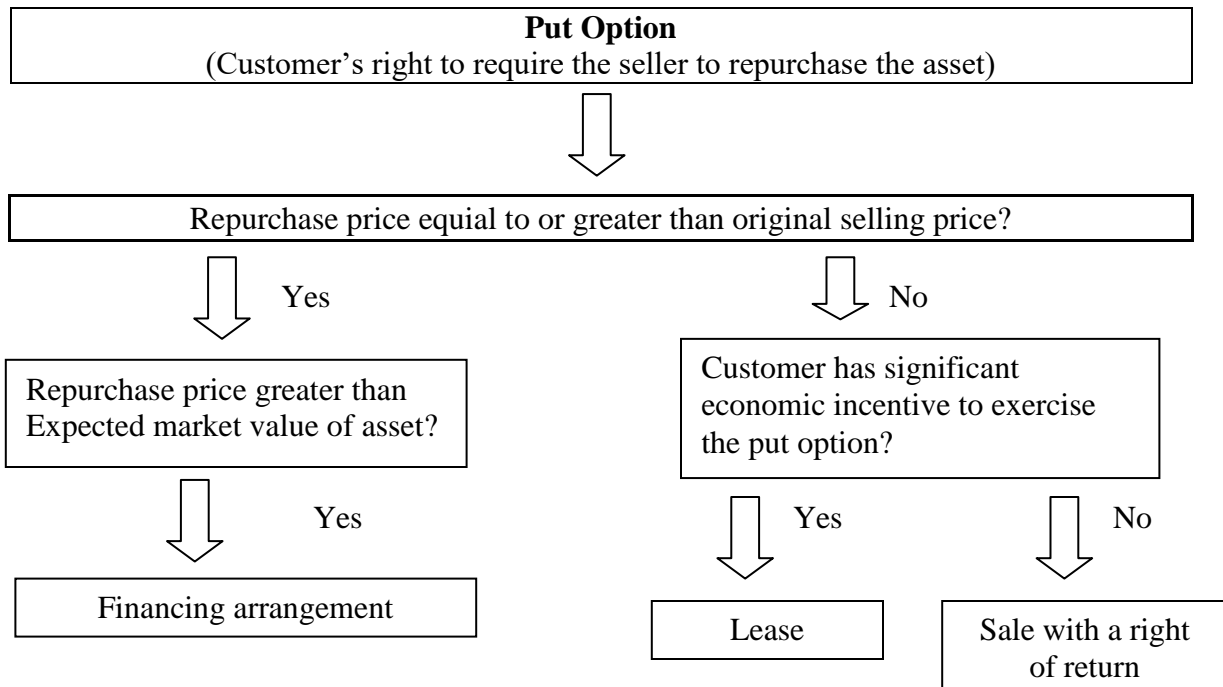 Put Option
(Customer’s right to require the seller to repurchase the asset)
Repurchase price equial to or greater than original selling price?
Yes
No
Repurchase price greater than
Expected market value of asset?
Customer has significant
economic incentive to exercise
the put option?
Yes
Yes
No
Financing arrangement
Lease
Sale with a right
of return